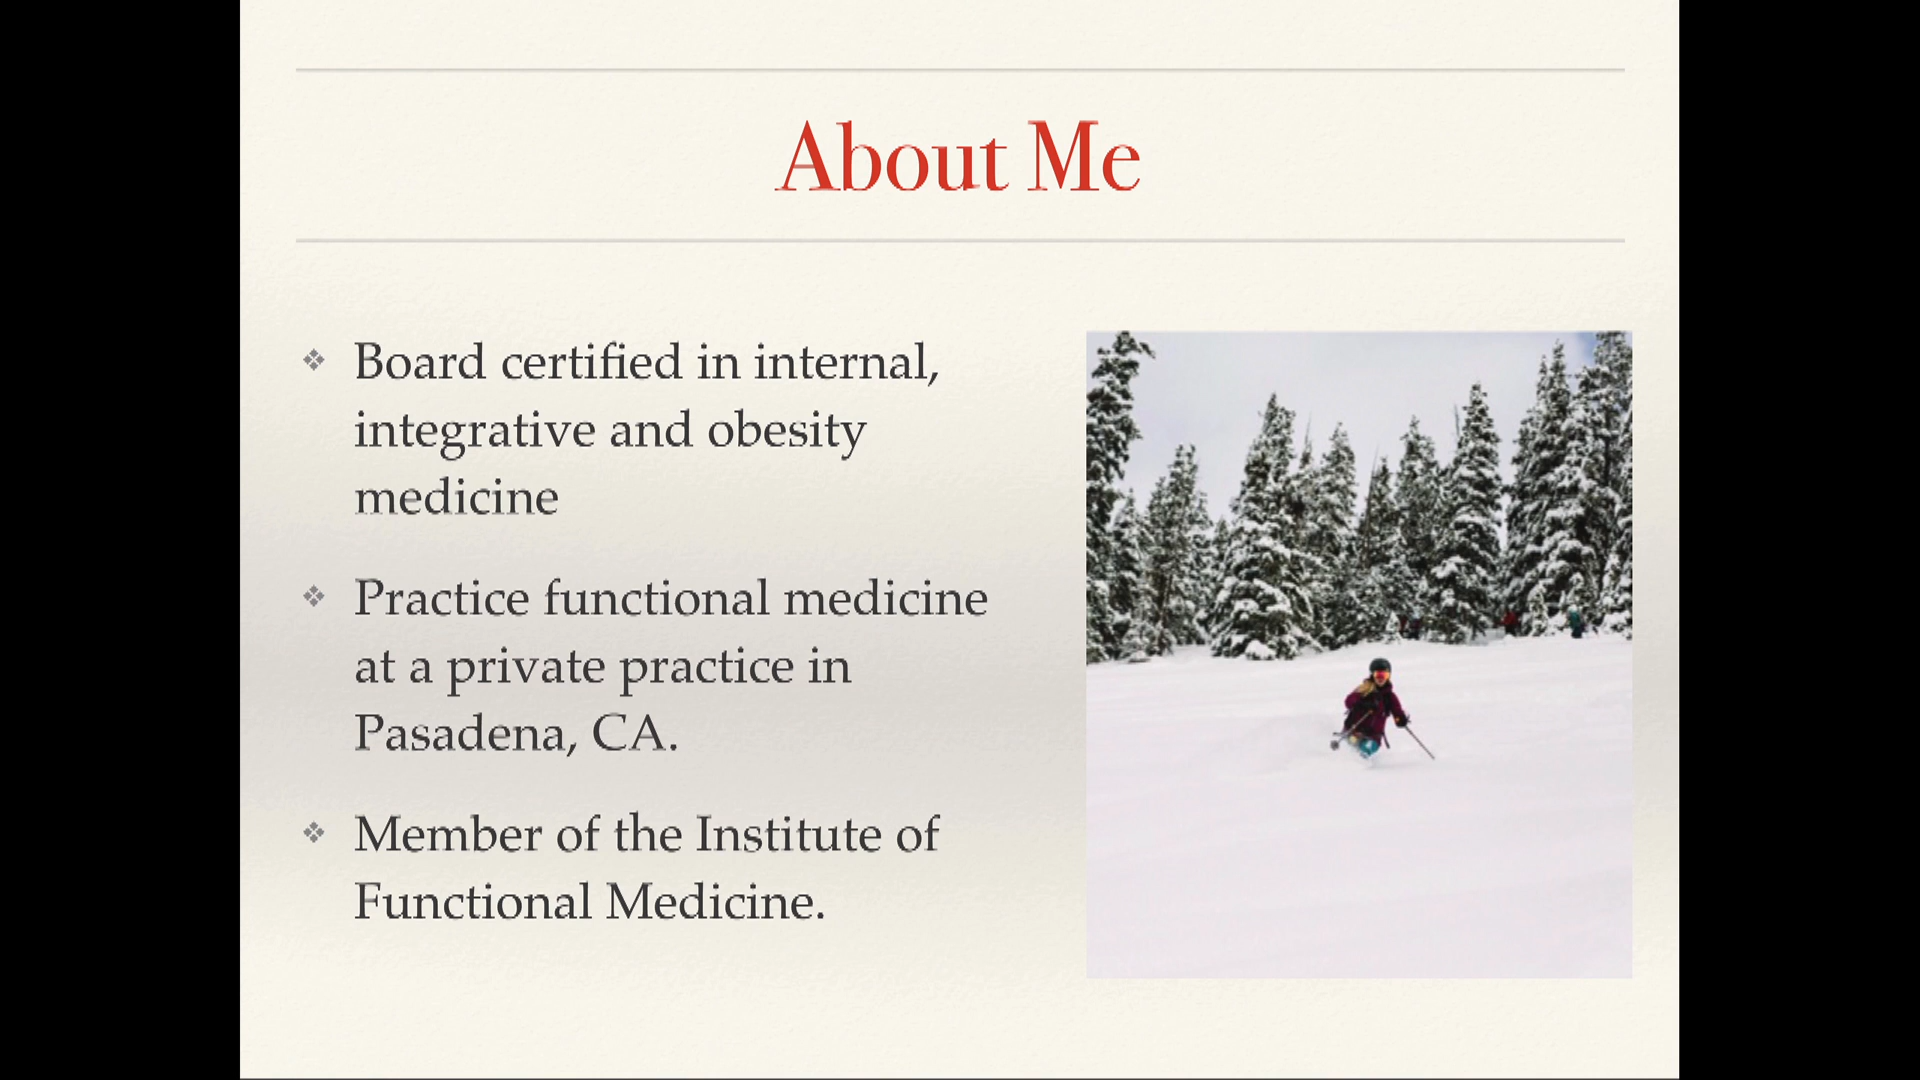 About Me
Board certified in internal,
integrative and obesity
medicine
Practice functional medicine
at a private practice in
Pasadena, CA.
Member of the Institute of
Functional Medicine.